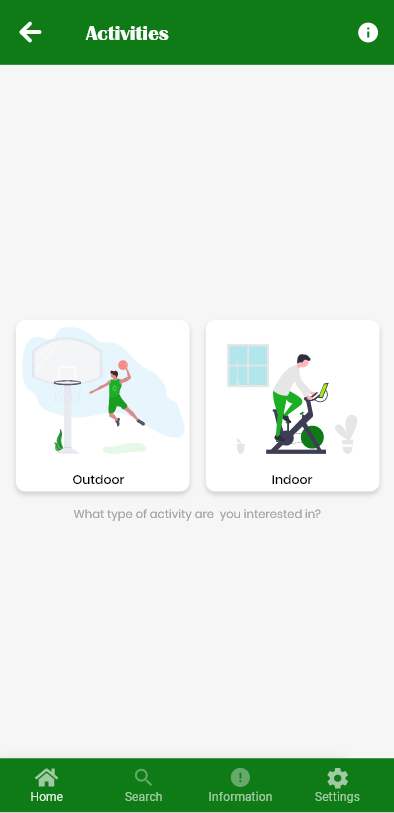 Activities
Outdoor
Indoor
What type of activity are  you interested in?
Home
Search
Information
Settings